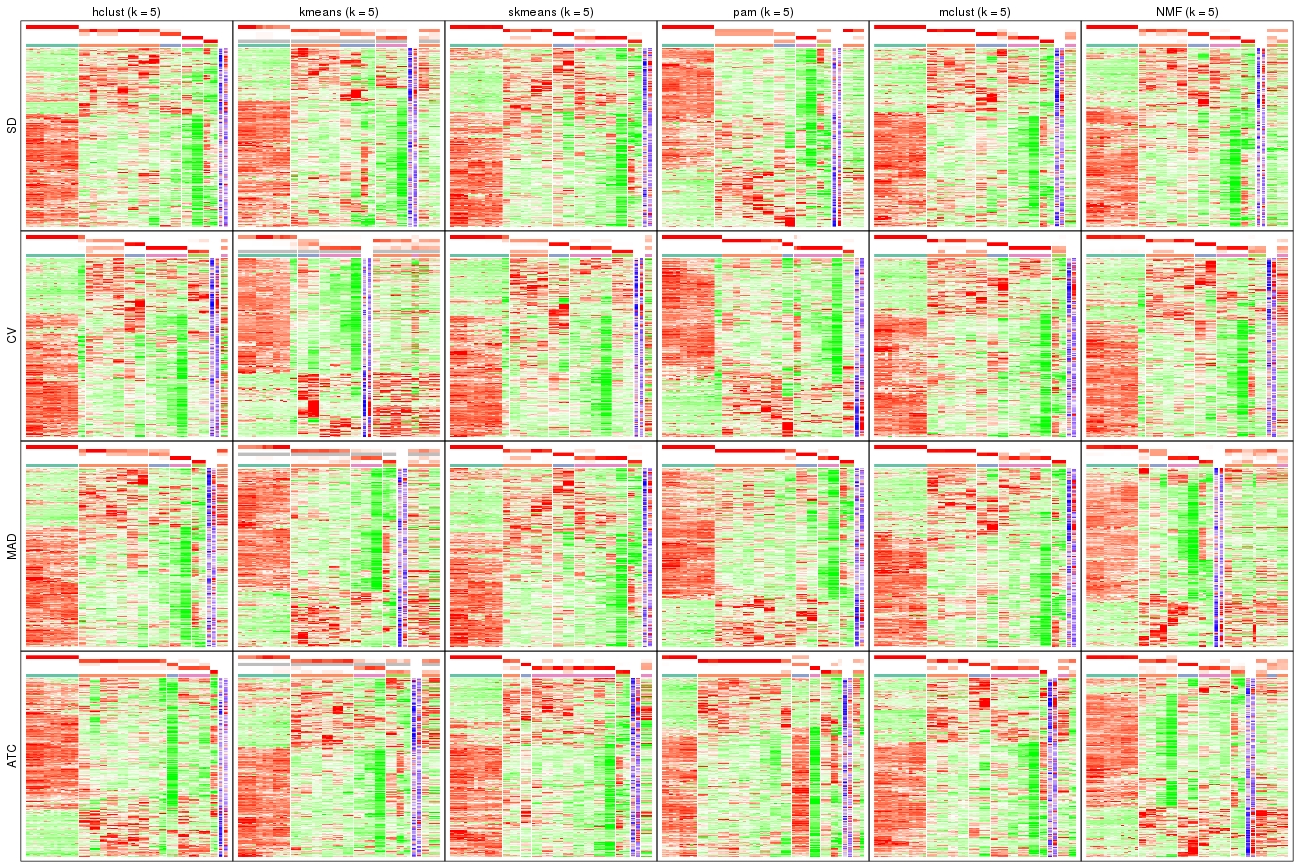 hclust (k = 5) kmeans (k = 5) skmeans (k = 5) pam (k = 5) mclust (k = 5) NMF (k = 5)
SD
CV
MAD
ATC